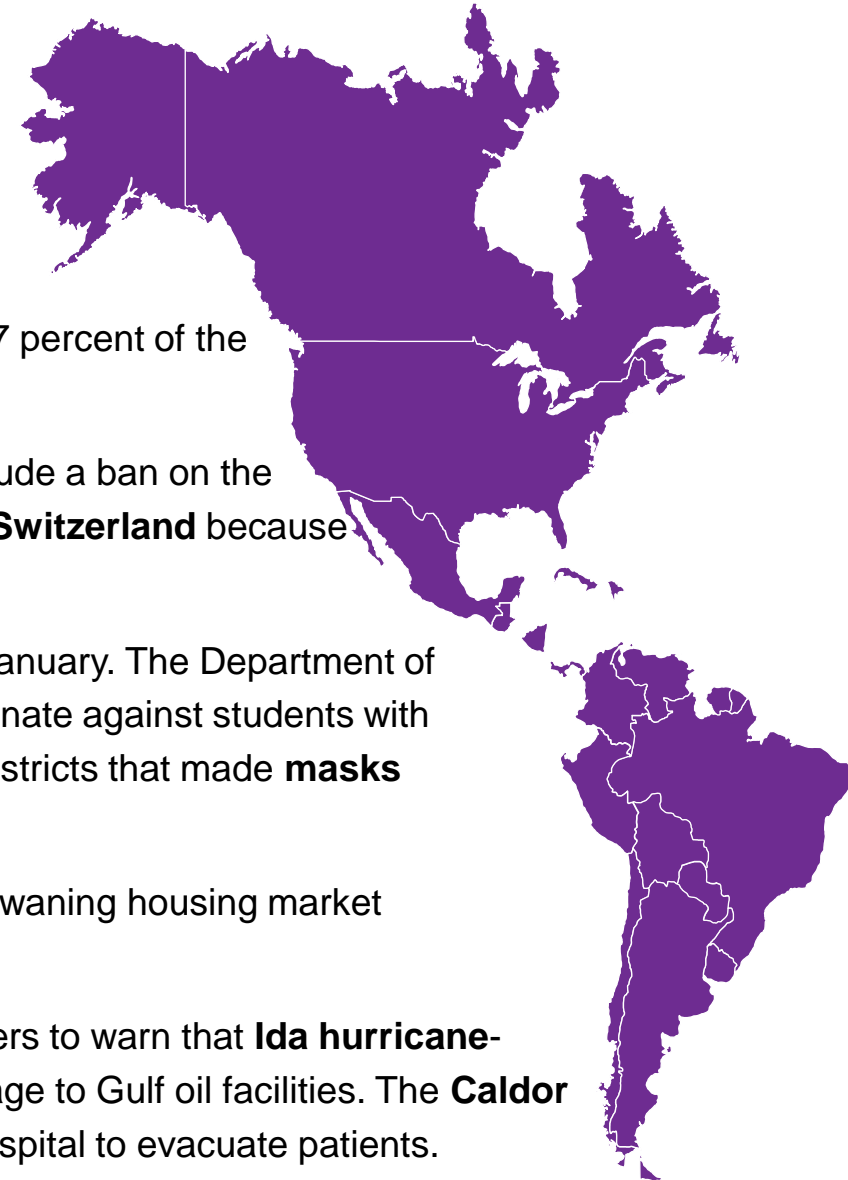 7 percent of the
ude a ban on the
Switzerland because
anuary. The Department of
nate against students with
stricts that made masks
waning housing market
ers to warn that Ida hurricane-
age to Gulf oil facilities. The Caldor
spital to evacuate patients.